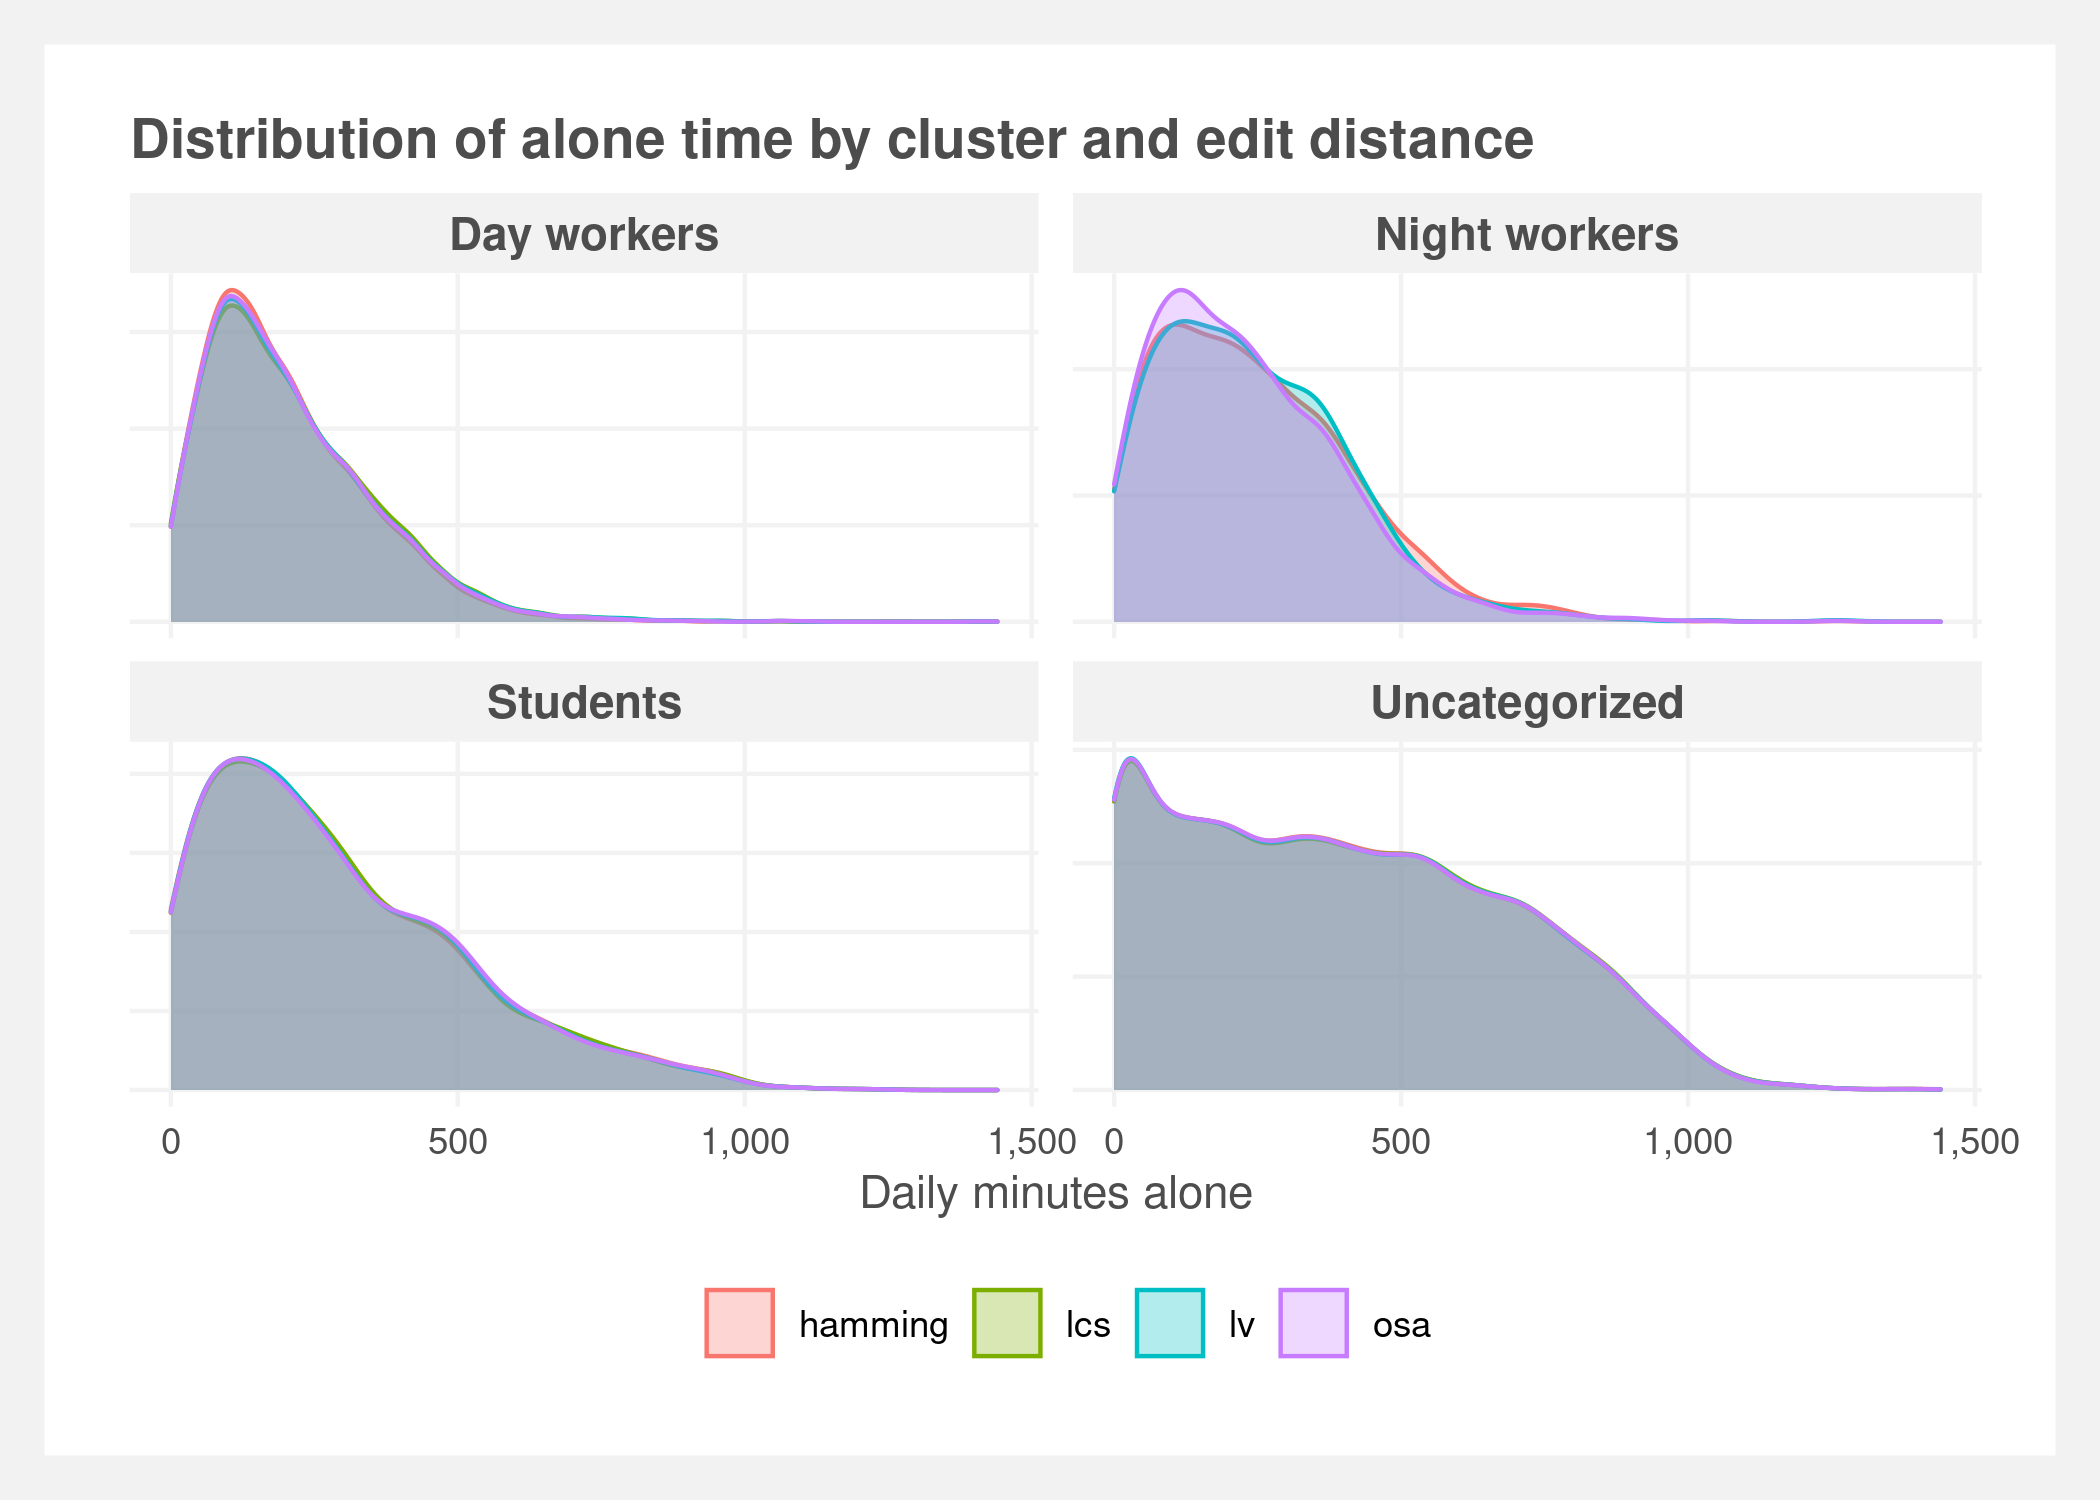 Distribution of alone time by cluster and edit distance
Day workers
Night workers
Students
Uncategorized
0 500 1,000 1,500 0 500 1,000 1,500
Daily minutes alone
hamming lcs lv osa